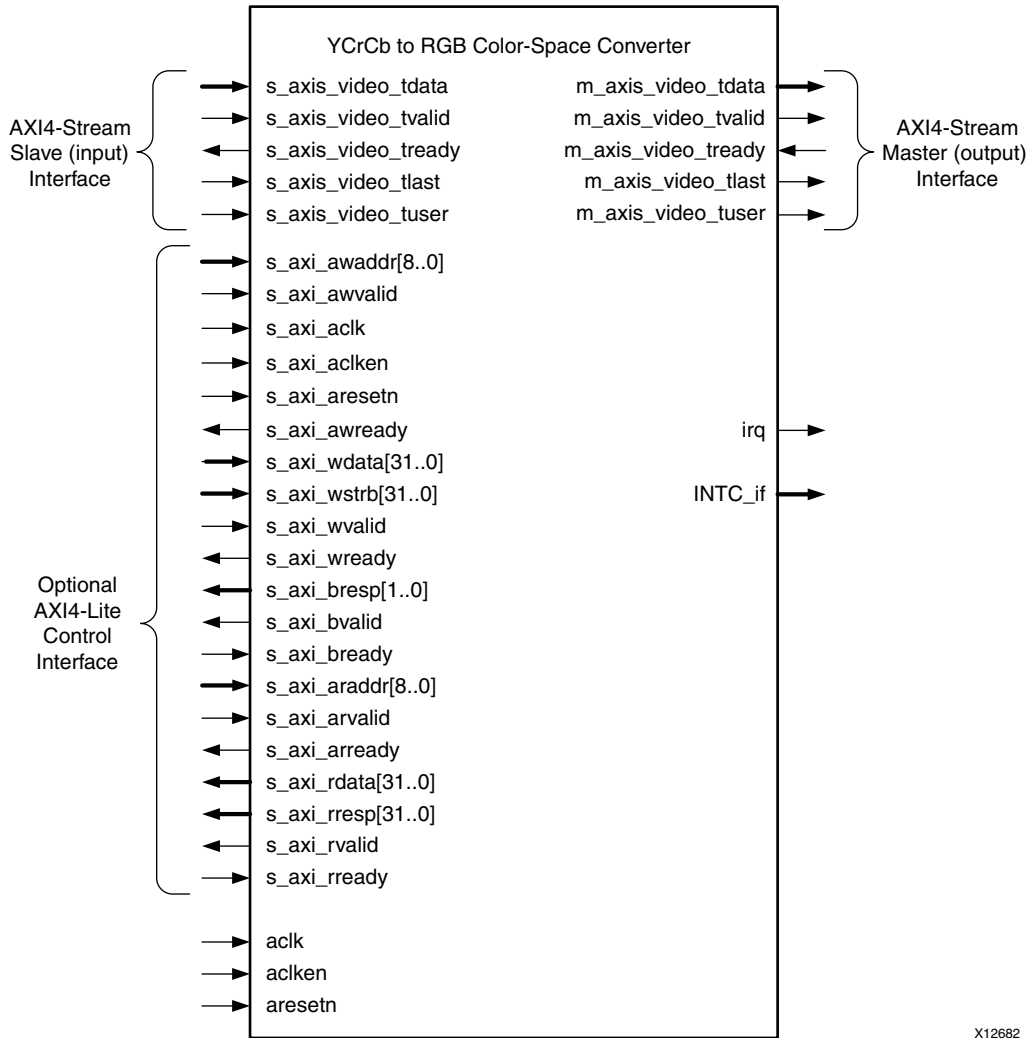 YCrCb to RGB Color-Space Converter
AXI4-Stream
Slave (input)
Interface
s_axis_video_tdata
s_axis_video_tvalid
s_axis_video_tready
s_axis_video_tlast
s_axis_video_tuser
m_axis_video_tdata
m_axis_video_tvalid
m_axis_video_tready
m_axis_video_tlast
m_axis_video_tuser
AXI4-Stream
Master (output)
Interface
Optional
AXI4-Lite
Control
Interface
s_axi_awaddr[8..0]
s_axi_awvalid
s_axi_aclk
s_axi_aclken
s_axi_aresetn
s_axi_awready
s_axi_wdata[31..0]
s_axi_wstrb[31..0]
s_axi_wvalid
s_axi_wready
s_axi_bresp[1..0]
s_axi_bvalid
s_axi_bready
s_axi_araddr[8..0]
s_axi_arvalid
s_axi_arready
s_axi_rdata[31..0]
s_axi_rresp[31..0]
s_axi_rvalid
s_axi_rready
irq
INTC_if
aclk
aclken
aresetn
X12682